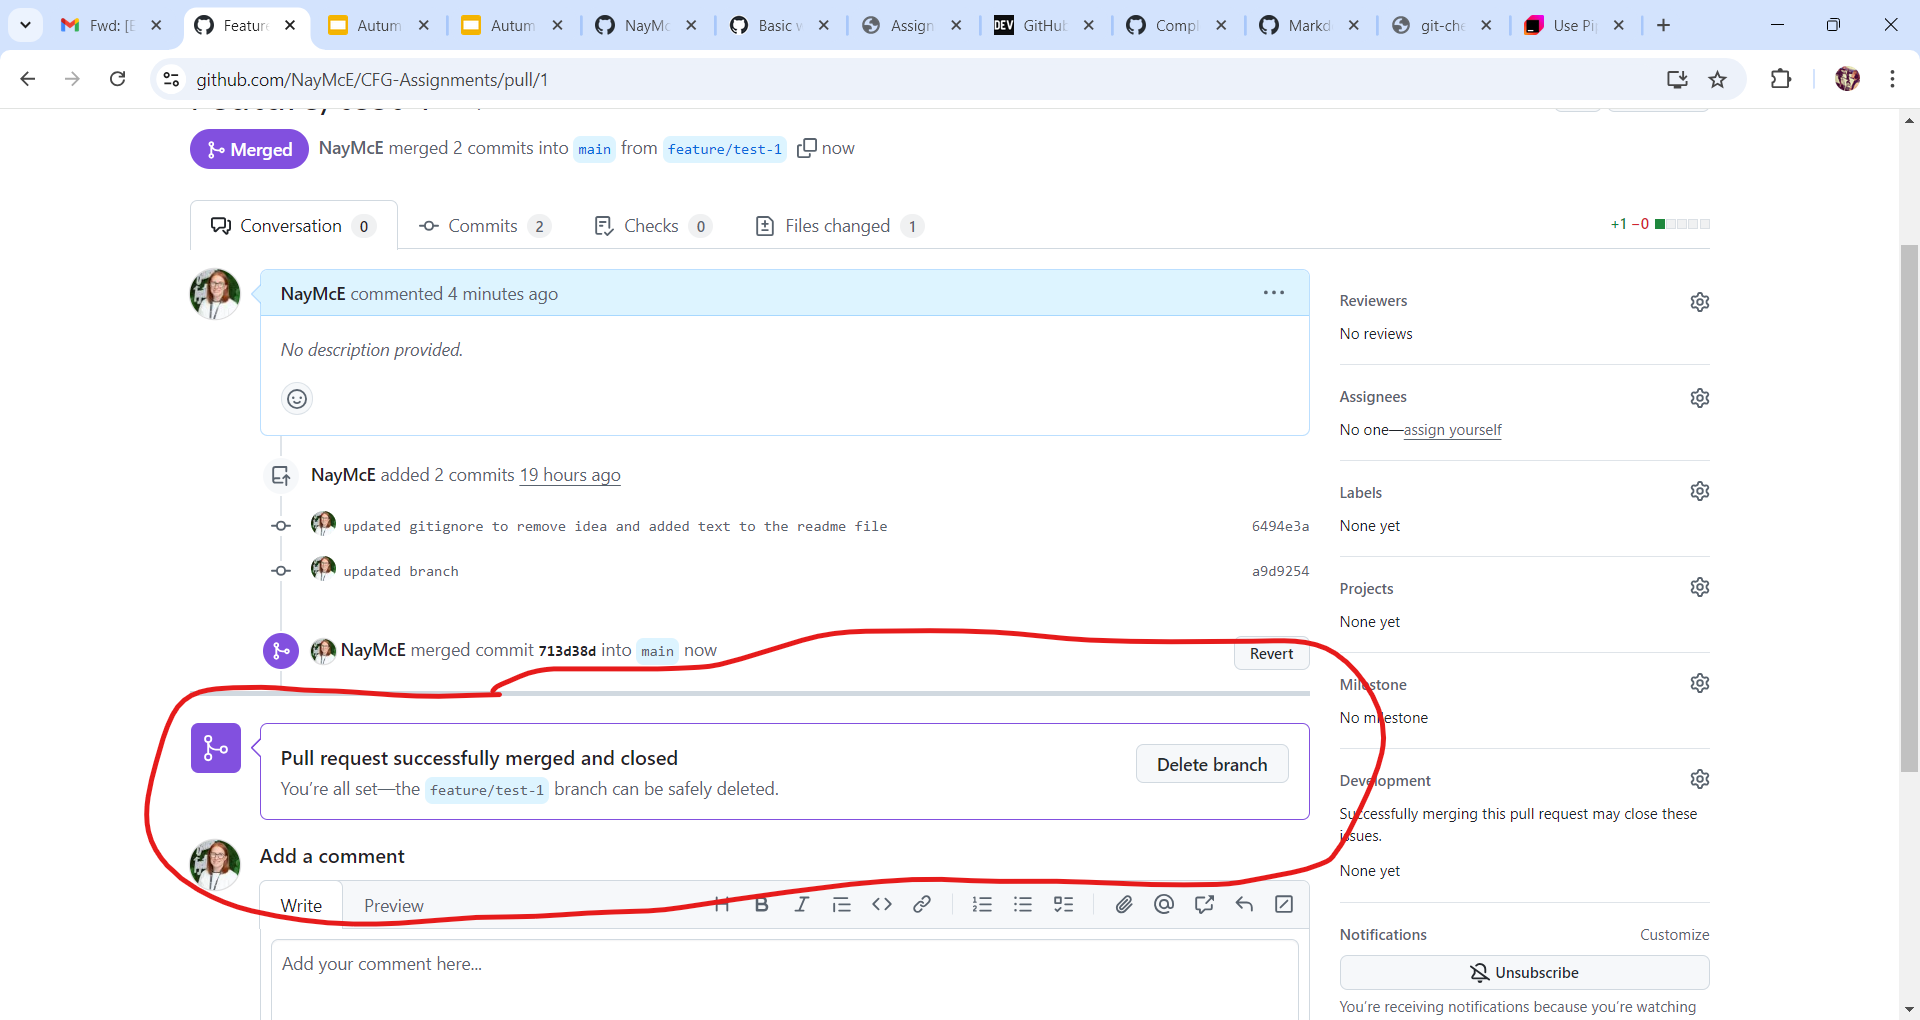 Fwd: [E
Feature
Autum
Autum
NayMc
Basic w
Assign
DEV
GitHub
Compl
Markd
git-che
Use Pi
github.com/NayMcE/CFG-Assignments/pull/1
Merged
NayMcE merged 2 commits into main from feature/test-1 now
Conversation 0
Commits 2
Checks 0
Files changed 1
+1 −0
NayMcE commented 4 minutes ago
No description provided.
NayMcE added 2 commits 19 hours ago
updated gitignore to remove idea and added text to the readme file
6494e3a
updated branch
a9d9254
NayMcE merged commit 713d38d into main now
Revert
Pull request successfully merged and closed
You're all set—the feature/test-1 branch can be safely deleted.
Delete branch
Add a comment
Write
Preview
Add your comment here...
Reviewers
No reviews
Assignees
No one—assign yourself
Labels
None yet
Projects
None yet
Milestone
No milestone
Development
Successfully merging this pull request may close these
issues.
None yet
Notifications
Customize
Unsubscribe
You're receiving notifications because you're watching